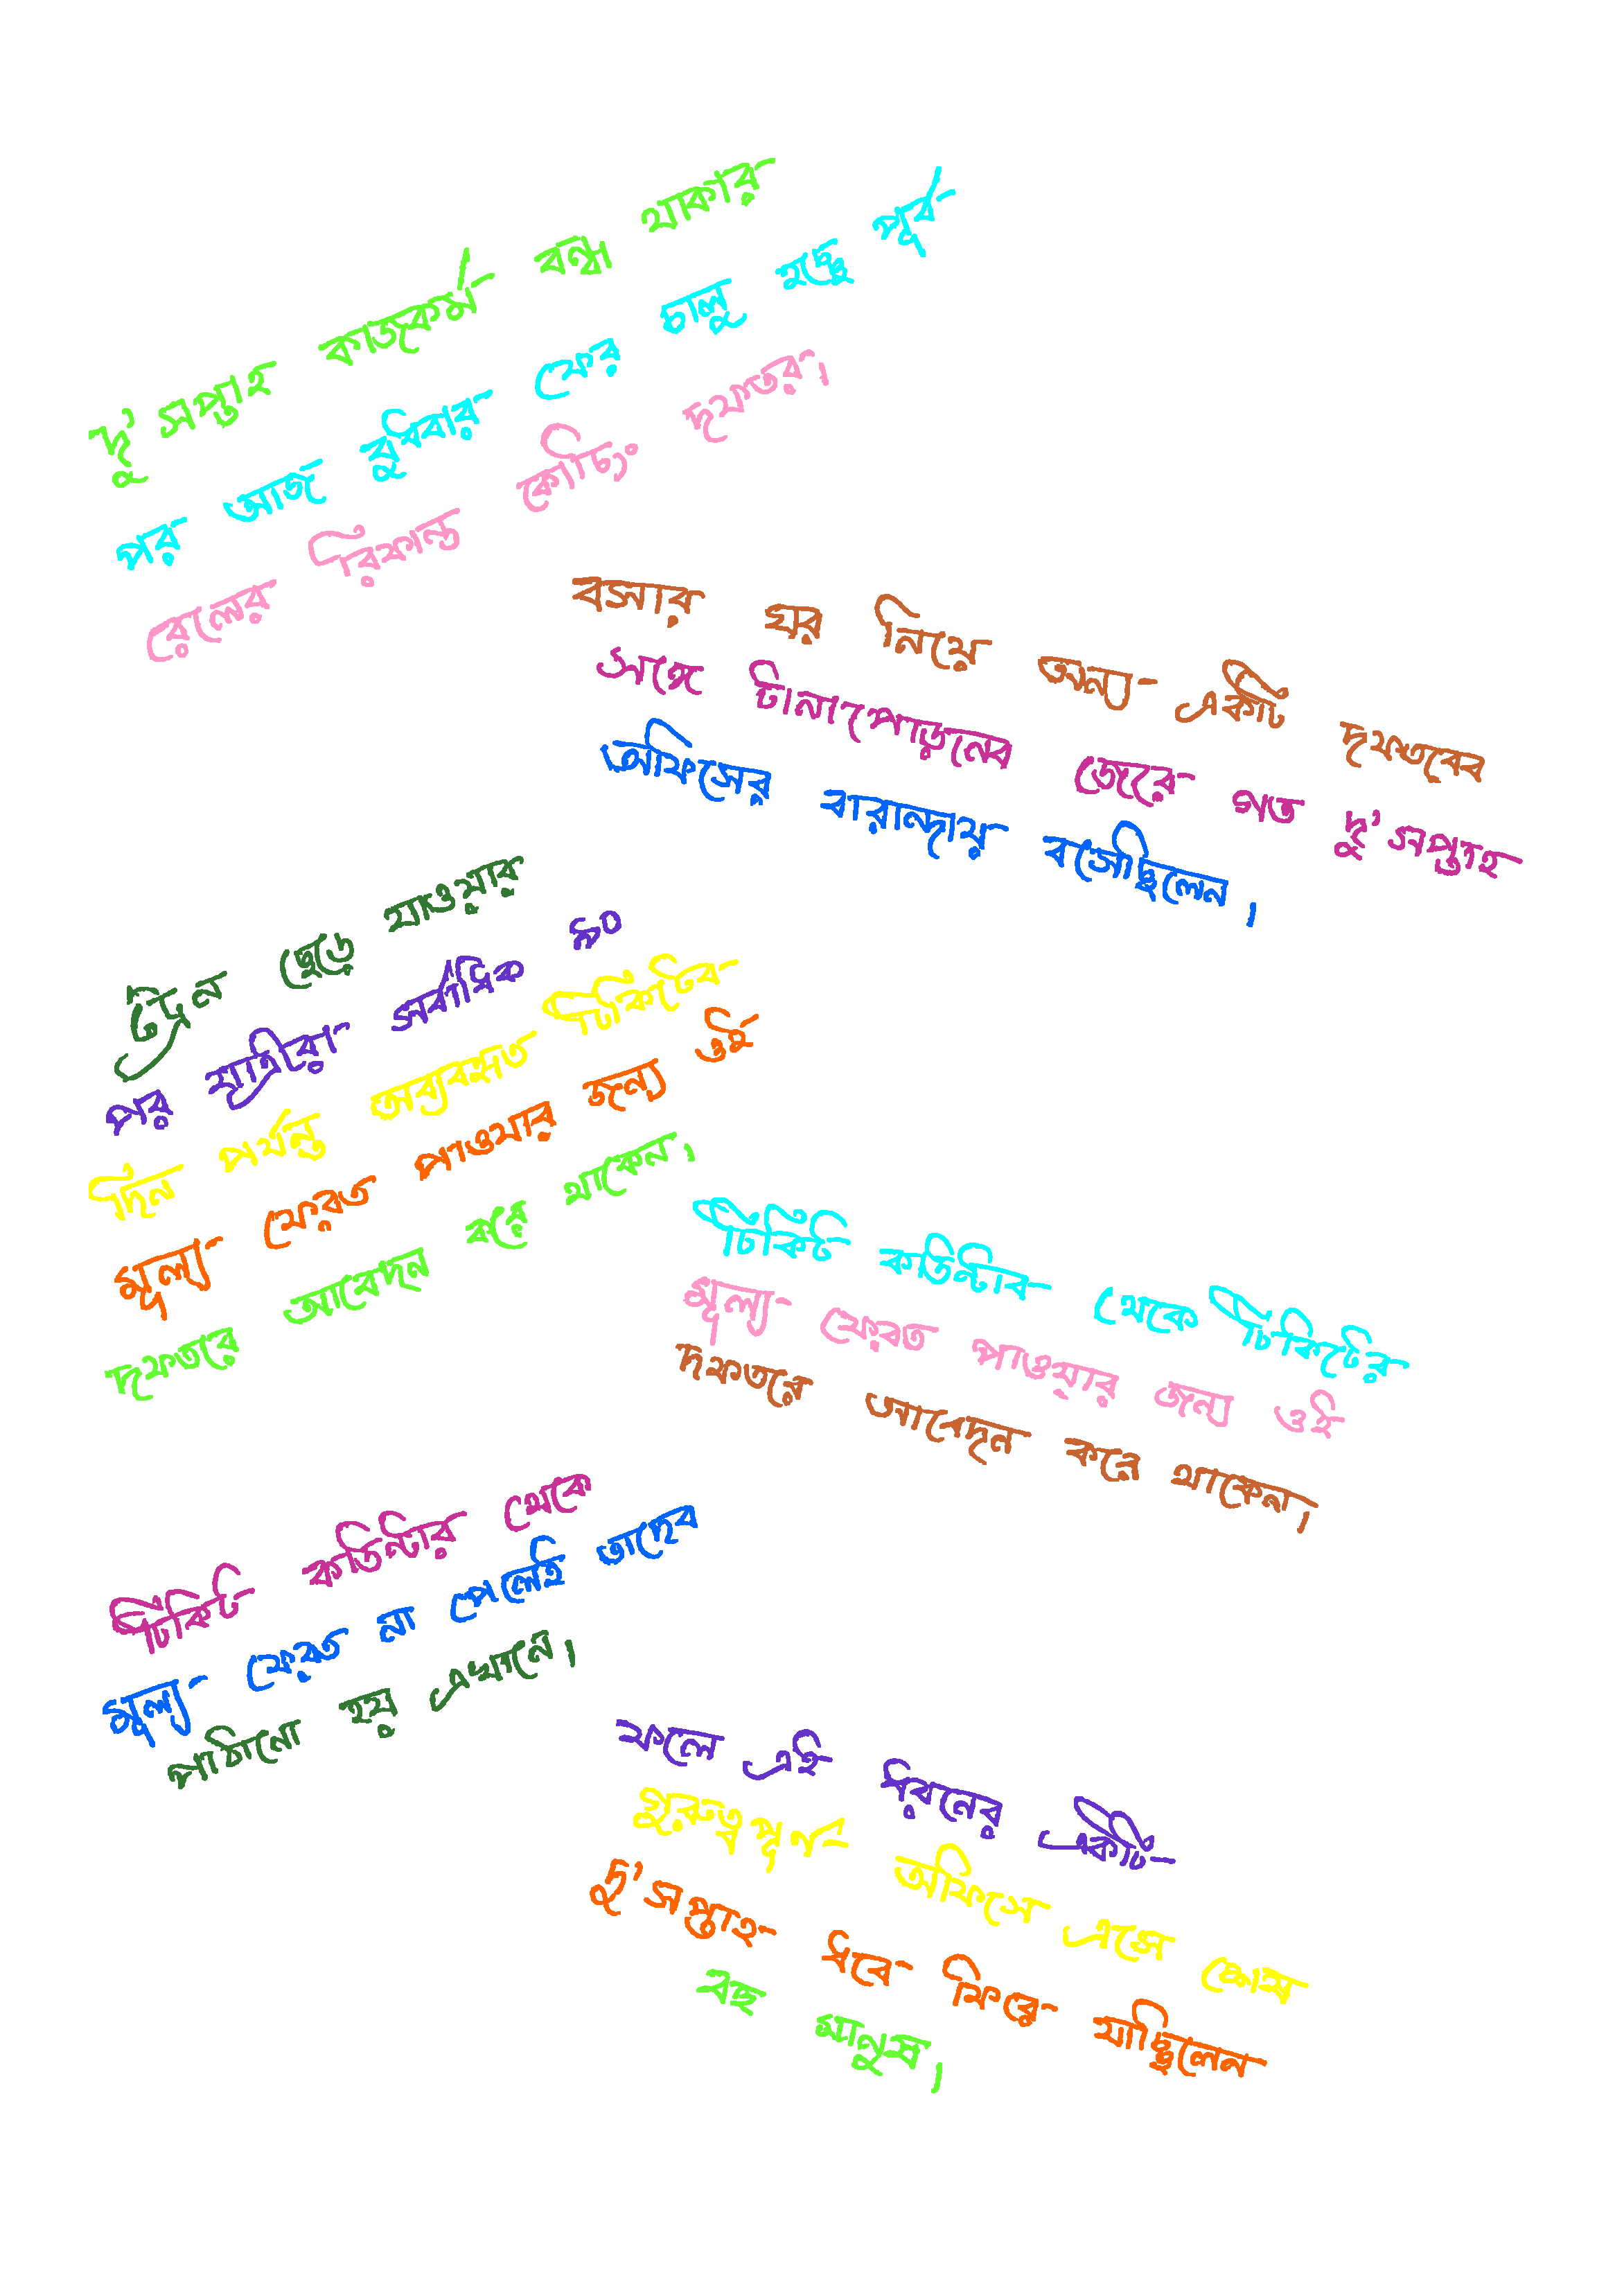 দু' সপ্তাহ কাজকর্ম বন্ধ থাকার
পর আজ বুধবার ফের চালু হচ্ছে পূর্ব
রেলের রিফান্ড কোচিং দফতর।
বসার ঘর নিয়ে অন্য একটি দফতরের
সঙ্গে টানাপোড়েনের জেরে গত দু'সপ্তাহ
অফিসের বারান্দায় বসেছিলেন।
ট্রেন ছেড়ে যাওয়ার
পর যাত্রীরা সর্বাধিক ৯০
দিন পর্যন্ত অব্যবহৃত টিকিটের
মূল্য ফেরত পাওয়ার জন্য ওই
দফতরে আবেদন করে থাকেন।
টিকিট কাউন্টার থেকে টিকিটের
মূল্য ফেরত পাওয়ার জন্য ওই
দফতরে আবেদন করে থাকেন।
টিকিট কাউন্টার থেকে
মূল্য ফেরত না পেলেই তাদের
পাঠানো হয় এখানে।
ফলে এই ধরনের একটি
গুরুত্বপূর্ণ অফিসে এসে শেষ
দু'সপ্তাহ ধরে ফিরে যাচ্ছিলেন
বহু মানুষ।